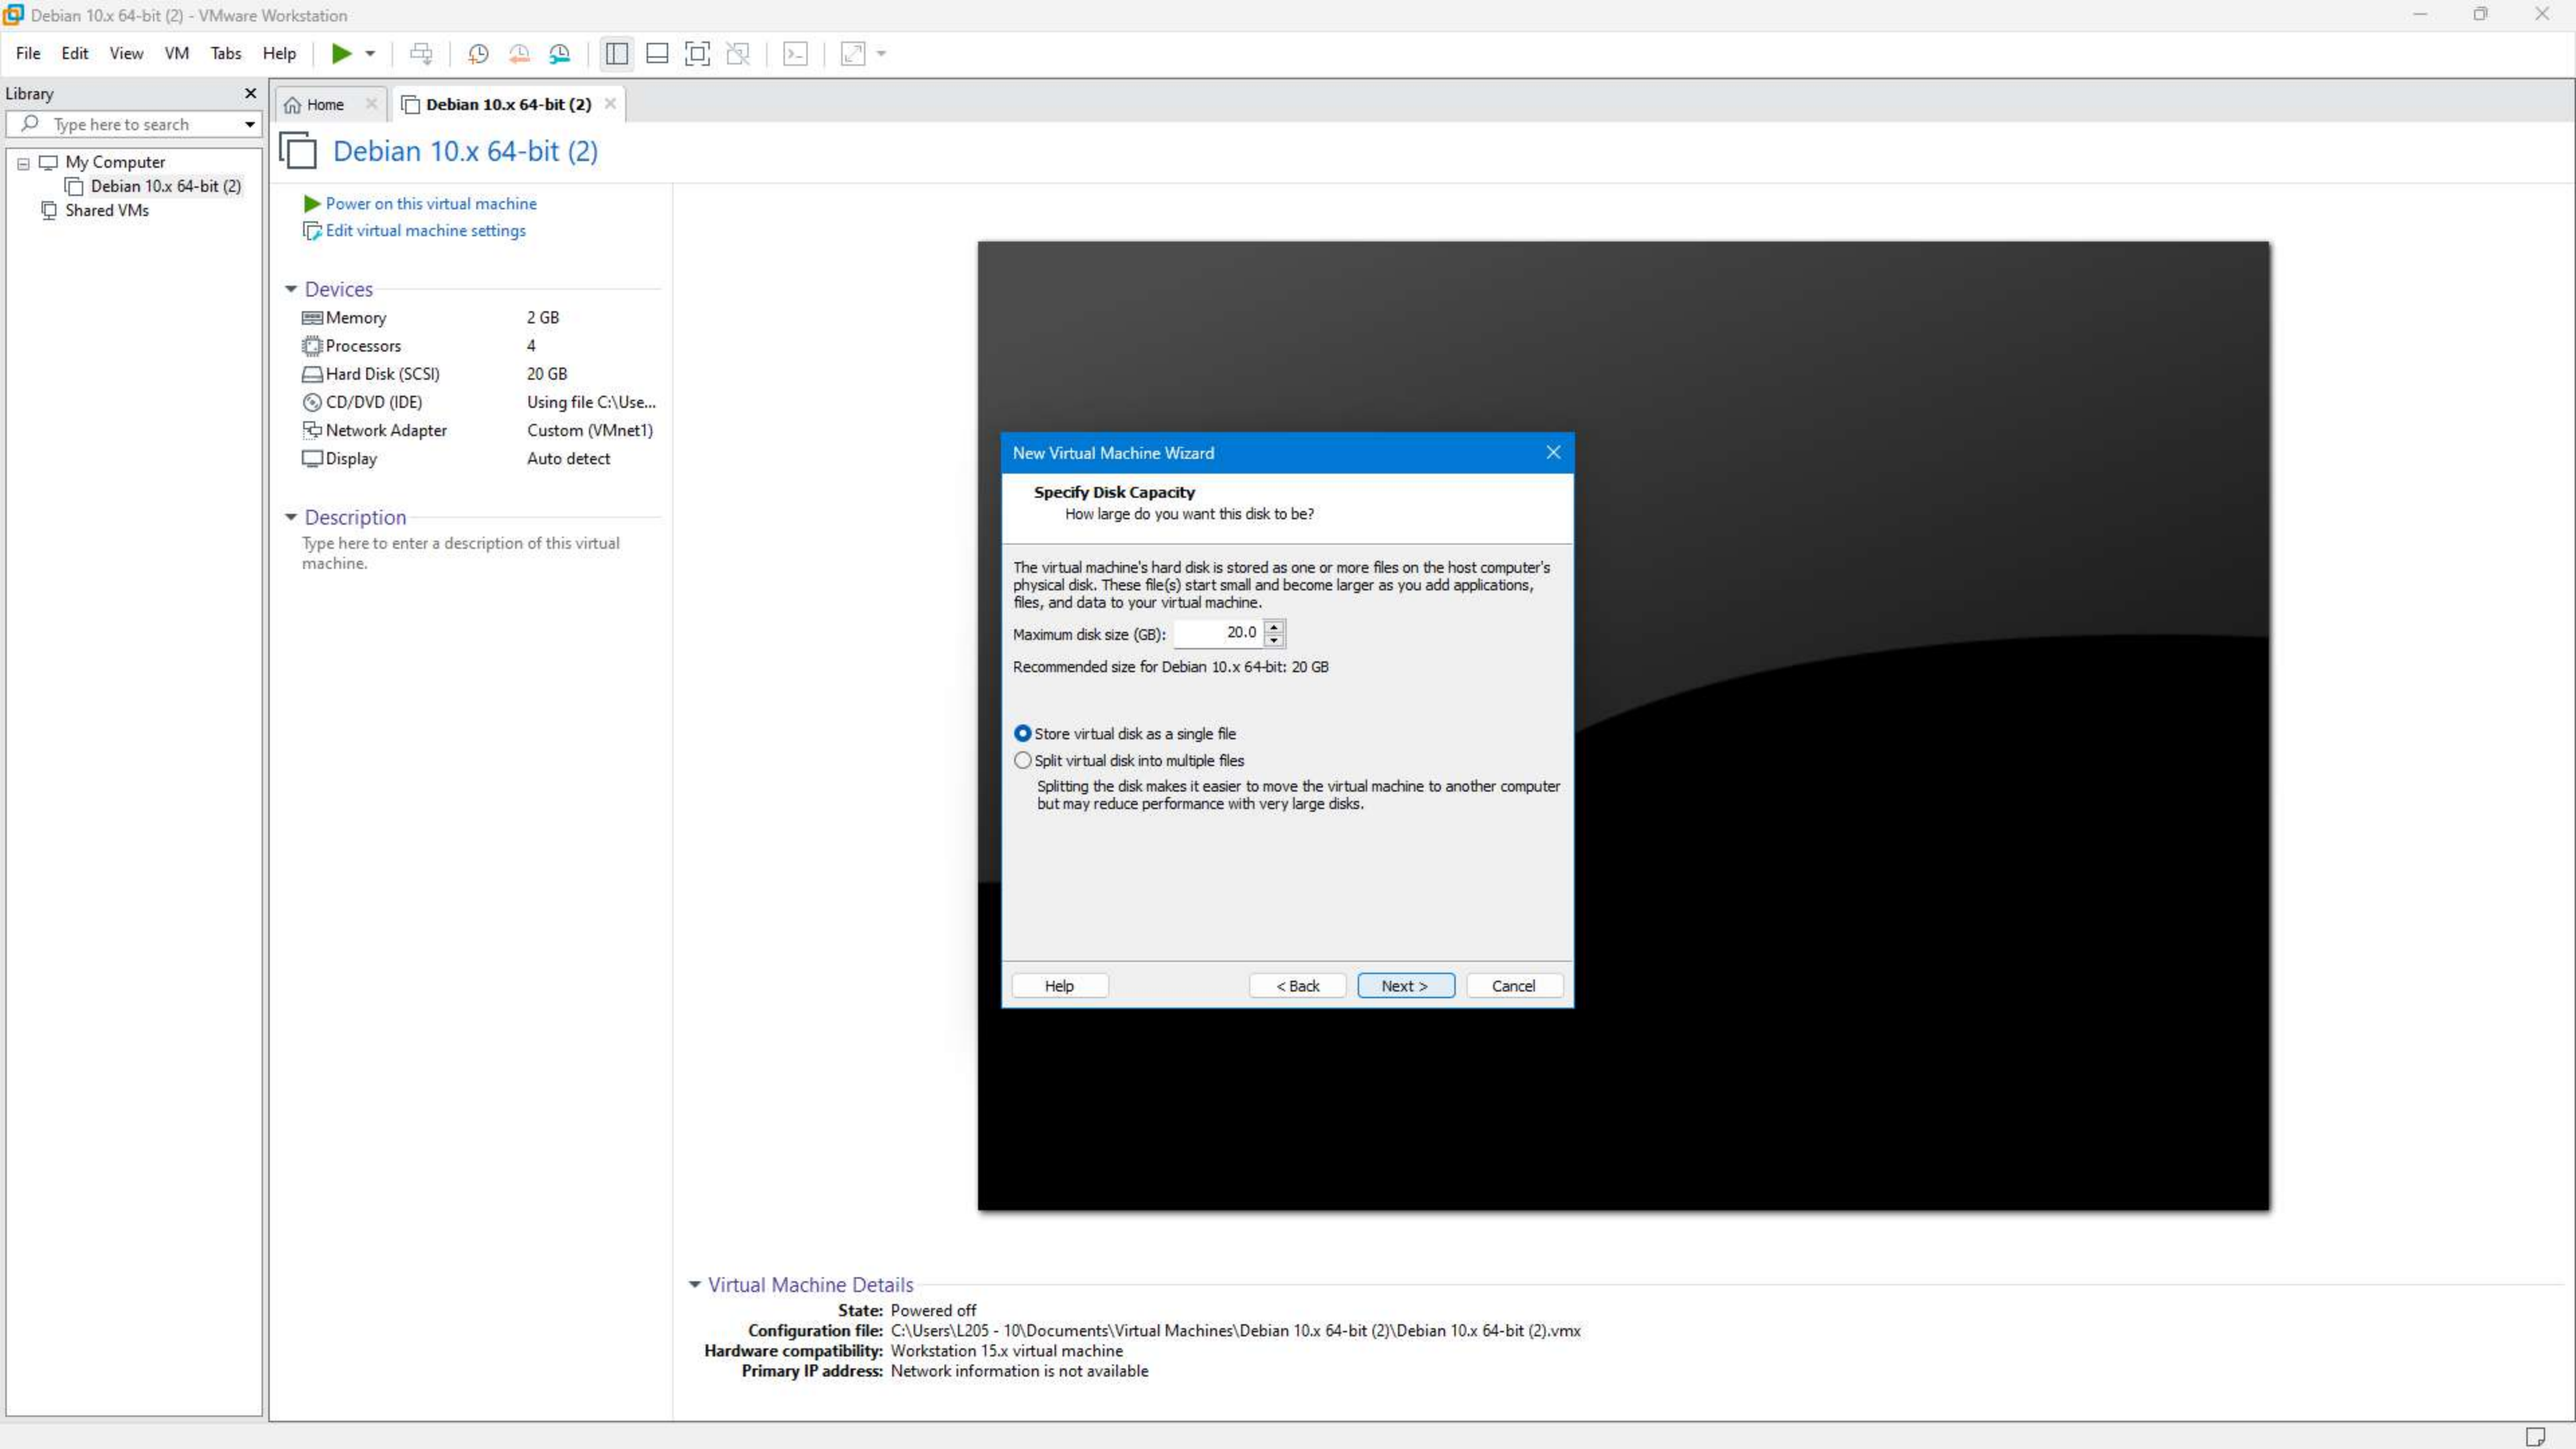 Debian 10.x 64-bit (2) - VMware Workstation
File Edit View VM Tabs Help
Library
Type here to search
My Computer
Debian 10.x 64-bit (2)
Shared VMs
Home
Debian 10.x 64-bit (2)
Debian 10.x 64-bit (2)
Power on this virtual machine
Edit virtual machine settings
Devices
Memory 2 GB
Processors 4
Hard Disk (SCSI) 20 GB
CD/DVD (IDE) Using file C:\Use...
Network Adapter Custom (VMnet1)
Display Auto detect
Description
Type here to enter a description of this virtual
machine.
New Virtual Machine Wizard
Specify Disk Capacity
How large do you want this disk to be?
The virtual machine's hard disk is stored as one or more files on the host computer's
physical disk. These file(s) start small and become larger as you add applications,
files, and data to your virtual machine.
Maximum disk size (GB): 20.0
Recommended size for Debian 10.x 64-bit: 20 GB
Store virtual disk as a single file
Split virtual disk into multiple files
Splitting the disk makes it easier to move the virtual machine to another computer
but may reduce performance with very large disks.
Help < Back Next > Cancel
Virtual Machine Details
State: Powered off
Configuration file: C:\Users\L205 - 10\Documents\Virtual Machines\Debian 10.x 64-bit (2)\Debian 10.x 64-bit (2).vmx
Hardware compatibility: Workstation 15.x virtual machine
Primary IP address: Network information is not available